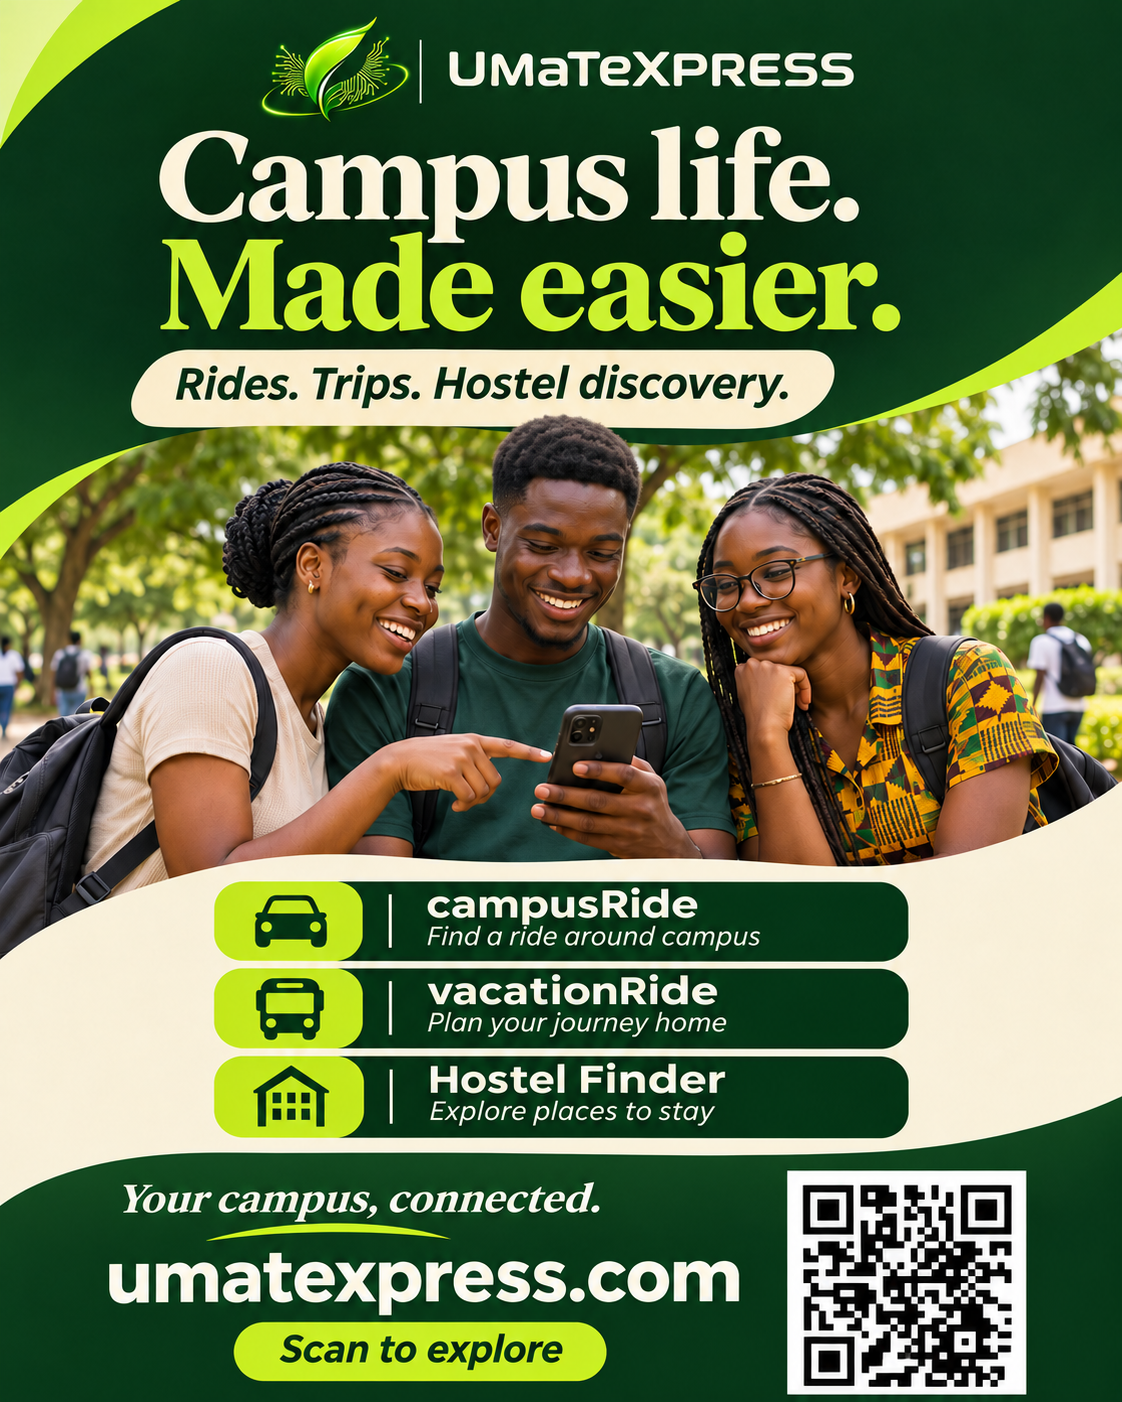 UMaTeXPRESS
Campus life.
Made easier.
Rides. Trips. Hostel discovery.
campusRide
Find a ride around campus
vacationRide
Plan your journey home
Hostel Finder
Explore places to stay
Your campus, connected.
umatexpress.com
Scan to explore